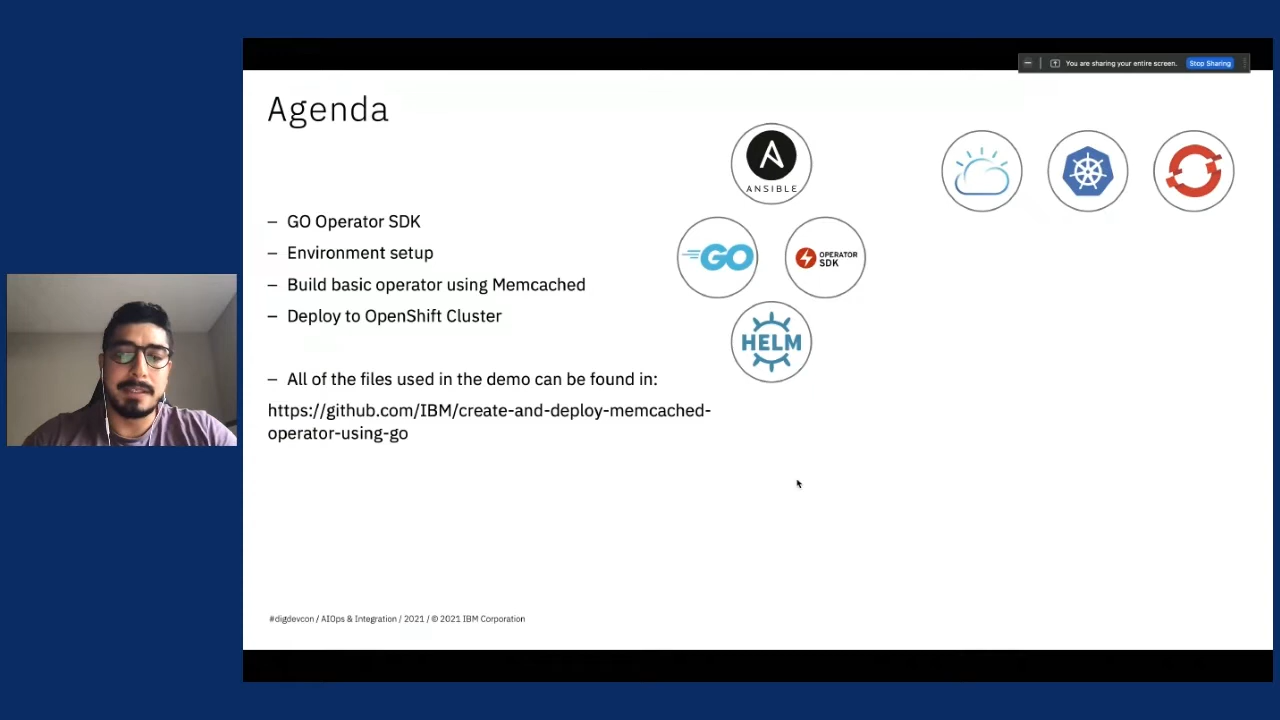 You are sharing your entire screen. Stop Sharing
Agenda
ANSIBLE
– GO Operator SDK
GO
OPERATOR
SDK
– Environment setup
– Build basic operator using Memcached
– Deploy to OpenShift Cluster
HELM
– All of the files used in the demo can be found in:
https://github.com/IBM/create-and-deploy-memcached-
operator-using-go
#digdevcon / AIOps & Integration / 2021 / © 2021 IBM Corporation